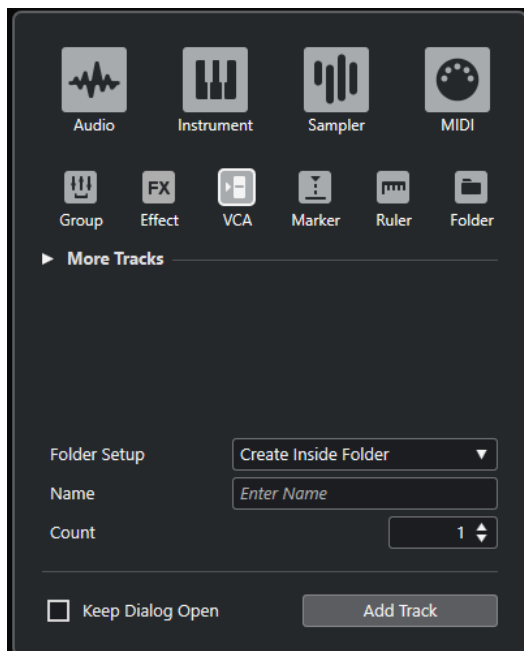 Audio Instrument Sampler MIDI
FX
Group Effect VCA Marker Ruler Folder
More Tracks
Folder Setup Create Inside Folder
Name Enter Name
Count 1
Keep Dialog Open Add Track